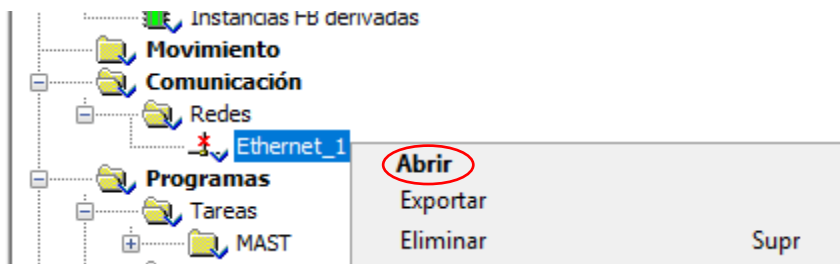 Instancias FB derivadas
Movimiento
Comunicación
Redes
Ethernet_1
Programas
Tareas
MAST
Abrir
Exportar
Eliminar Supr